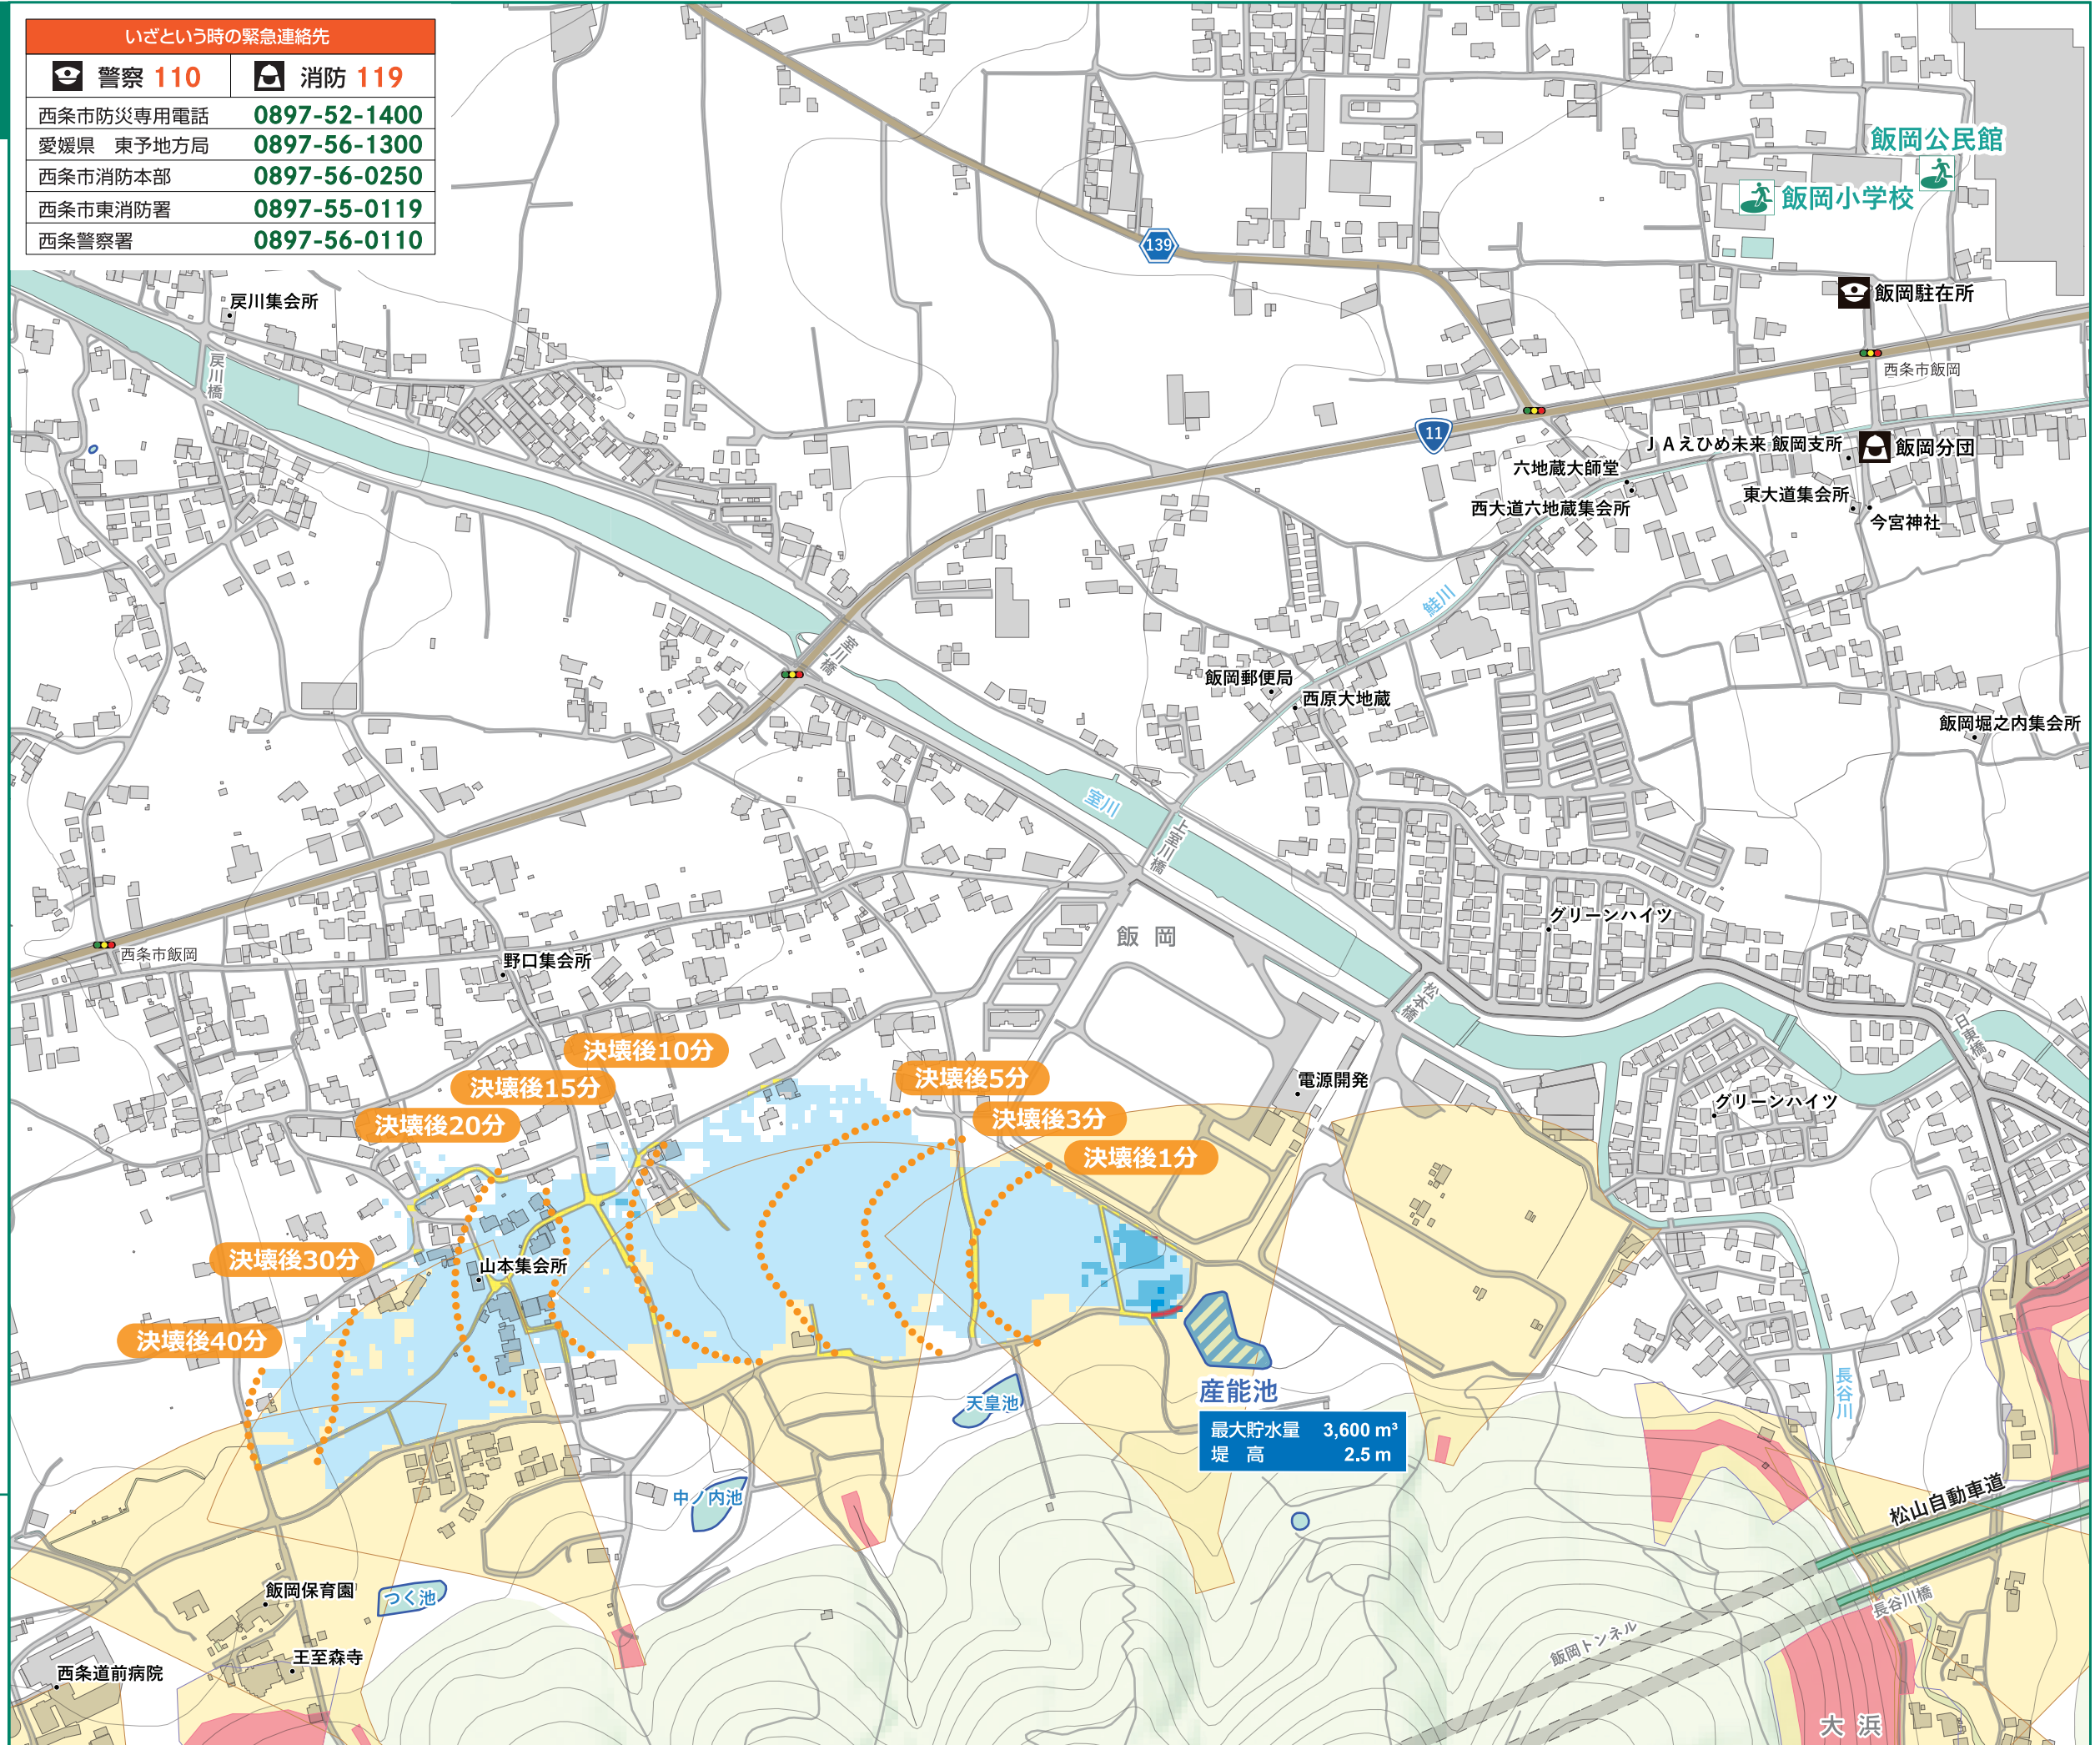 いざという時の緊急連絡先
警察 110 消防 119
西条市防災専用電話 0897-52-1400
愛媛県　東予地方局 0897-56-1300
西条市消防本部 0897-56-0250
西条市東消防署 0897-55-0119
西条警察署 0897-56-0110
飯岡公民館
飯岡小学校
139
飯岡駐在所
戻川集会所
戻川橋
西条市飯岡
11
JAえひめ未来 飯岡支所
飯岡分団
六地蔵大師堂
東大道集会所
西大道六地蔵集会所
今宮神社
鮭川
室川橋
飯岡郵便局
西原大地蔵
飯岡堀之内集会所
室川
上室川橋
グリーンハイツ
飯 岡
西条市飯岡
野口集会所
松本橋
日東橋
決壊後10分
決壊後5分
電源開発
決壊後15分
グリーンハイツ
決壊後3分
決壊後20分
決壊後1分
決壊後30分
山本集会所
決壊後40分
産能池
天皇池
長谷川
最大貯水量 3,600 m³
堤　高 2.5 m
中ノ内池
松山自動車道
飯岡保育園
つく池
長谷川橋
飯岡トンネル
王至森寺
西条道前病院
大 浜